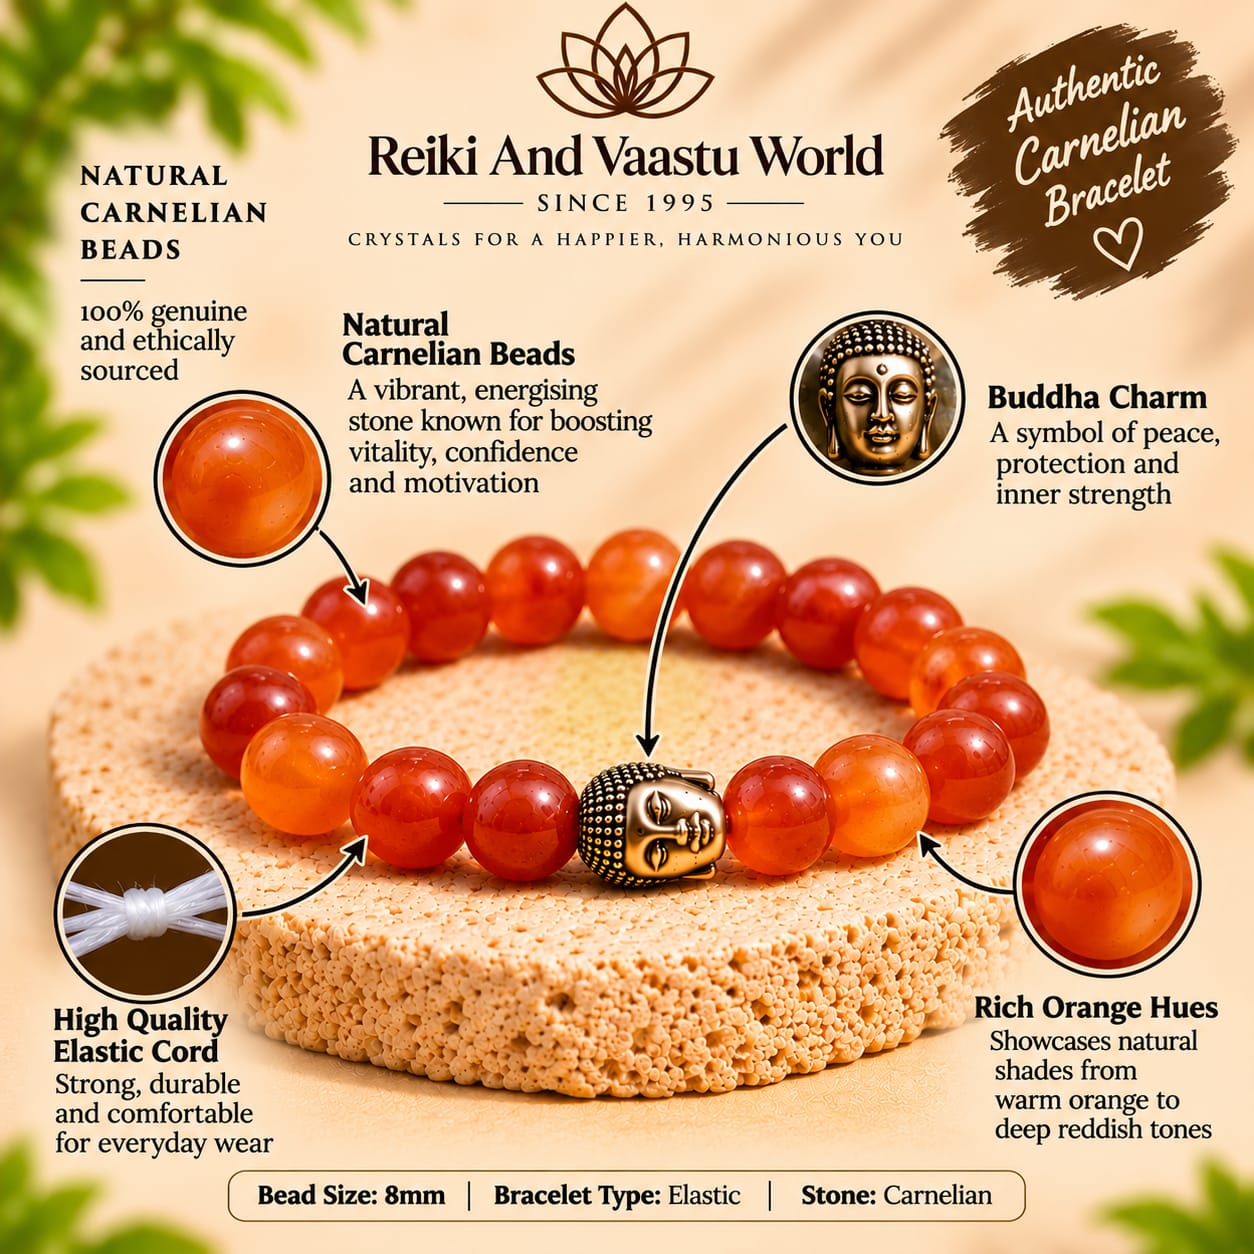 Reiki And Vaastu World
SINCE 1995
CRYSTALS FOR A HAPPIER, HARMONIOUS YOU
Authentic
Carnelian
Bracelet
NATURAL
CARNELIAN
BEADS
100% genuine
and ethically
sourced
Natural
Carnelian Beads
A vibrant, energising
stone known for boosting
vitality, confidence
and motivation
Buddha Charm
A symbol of peace,
protection and
inner strength
High Quality
Elastic Cord
Strong, durable
and comfortable
for everyday wear
Rich Orange Hues
Showcases natural
shades from
warm orange to
deep reddish tones
Bead Size: 8mm | Bracelet Type: Elastic | Stone: Carnelian